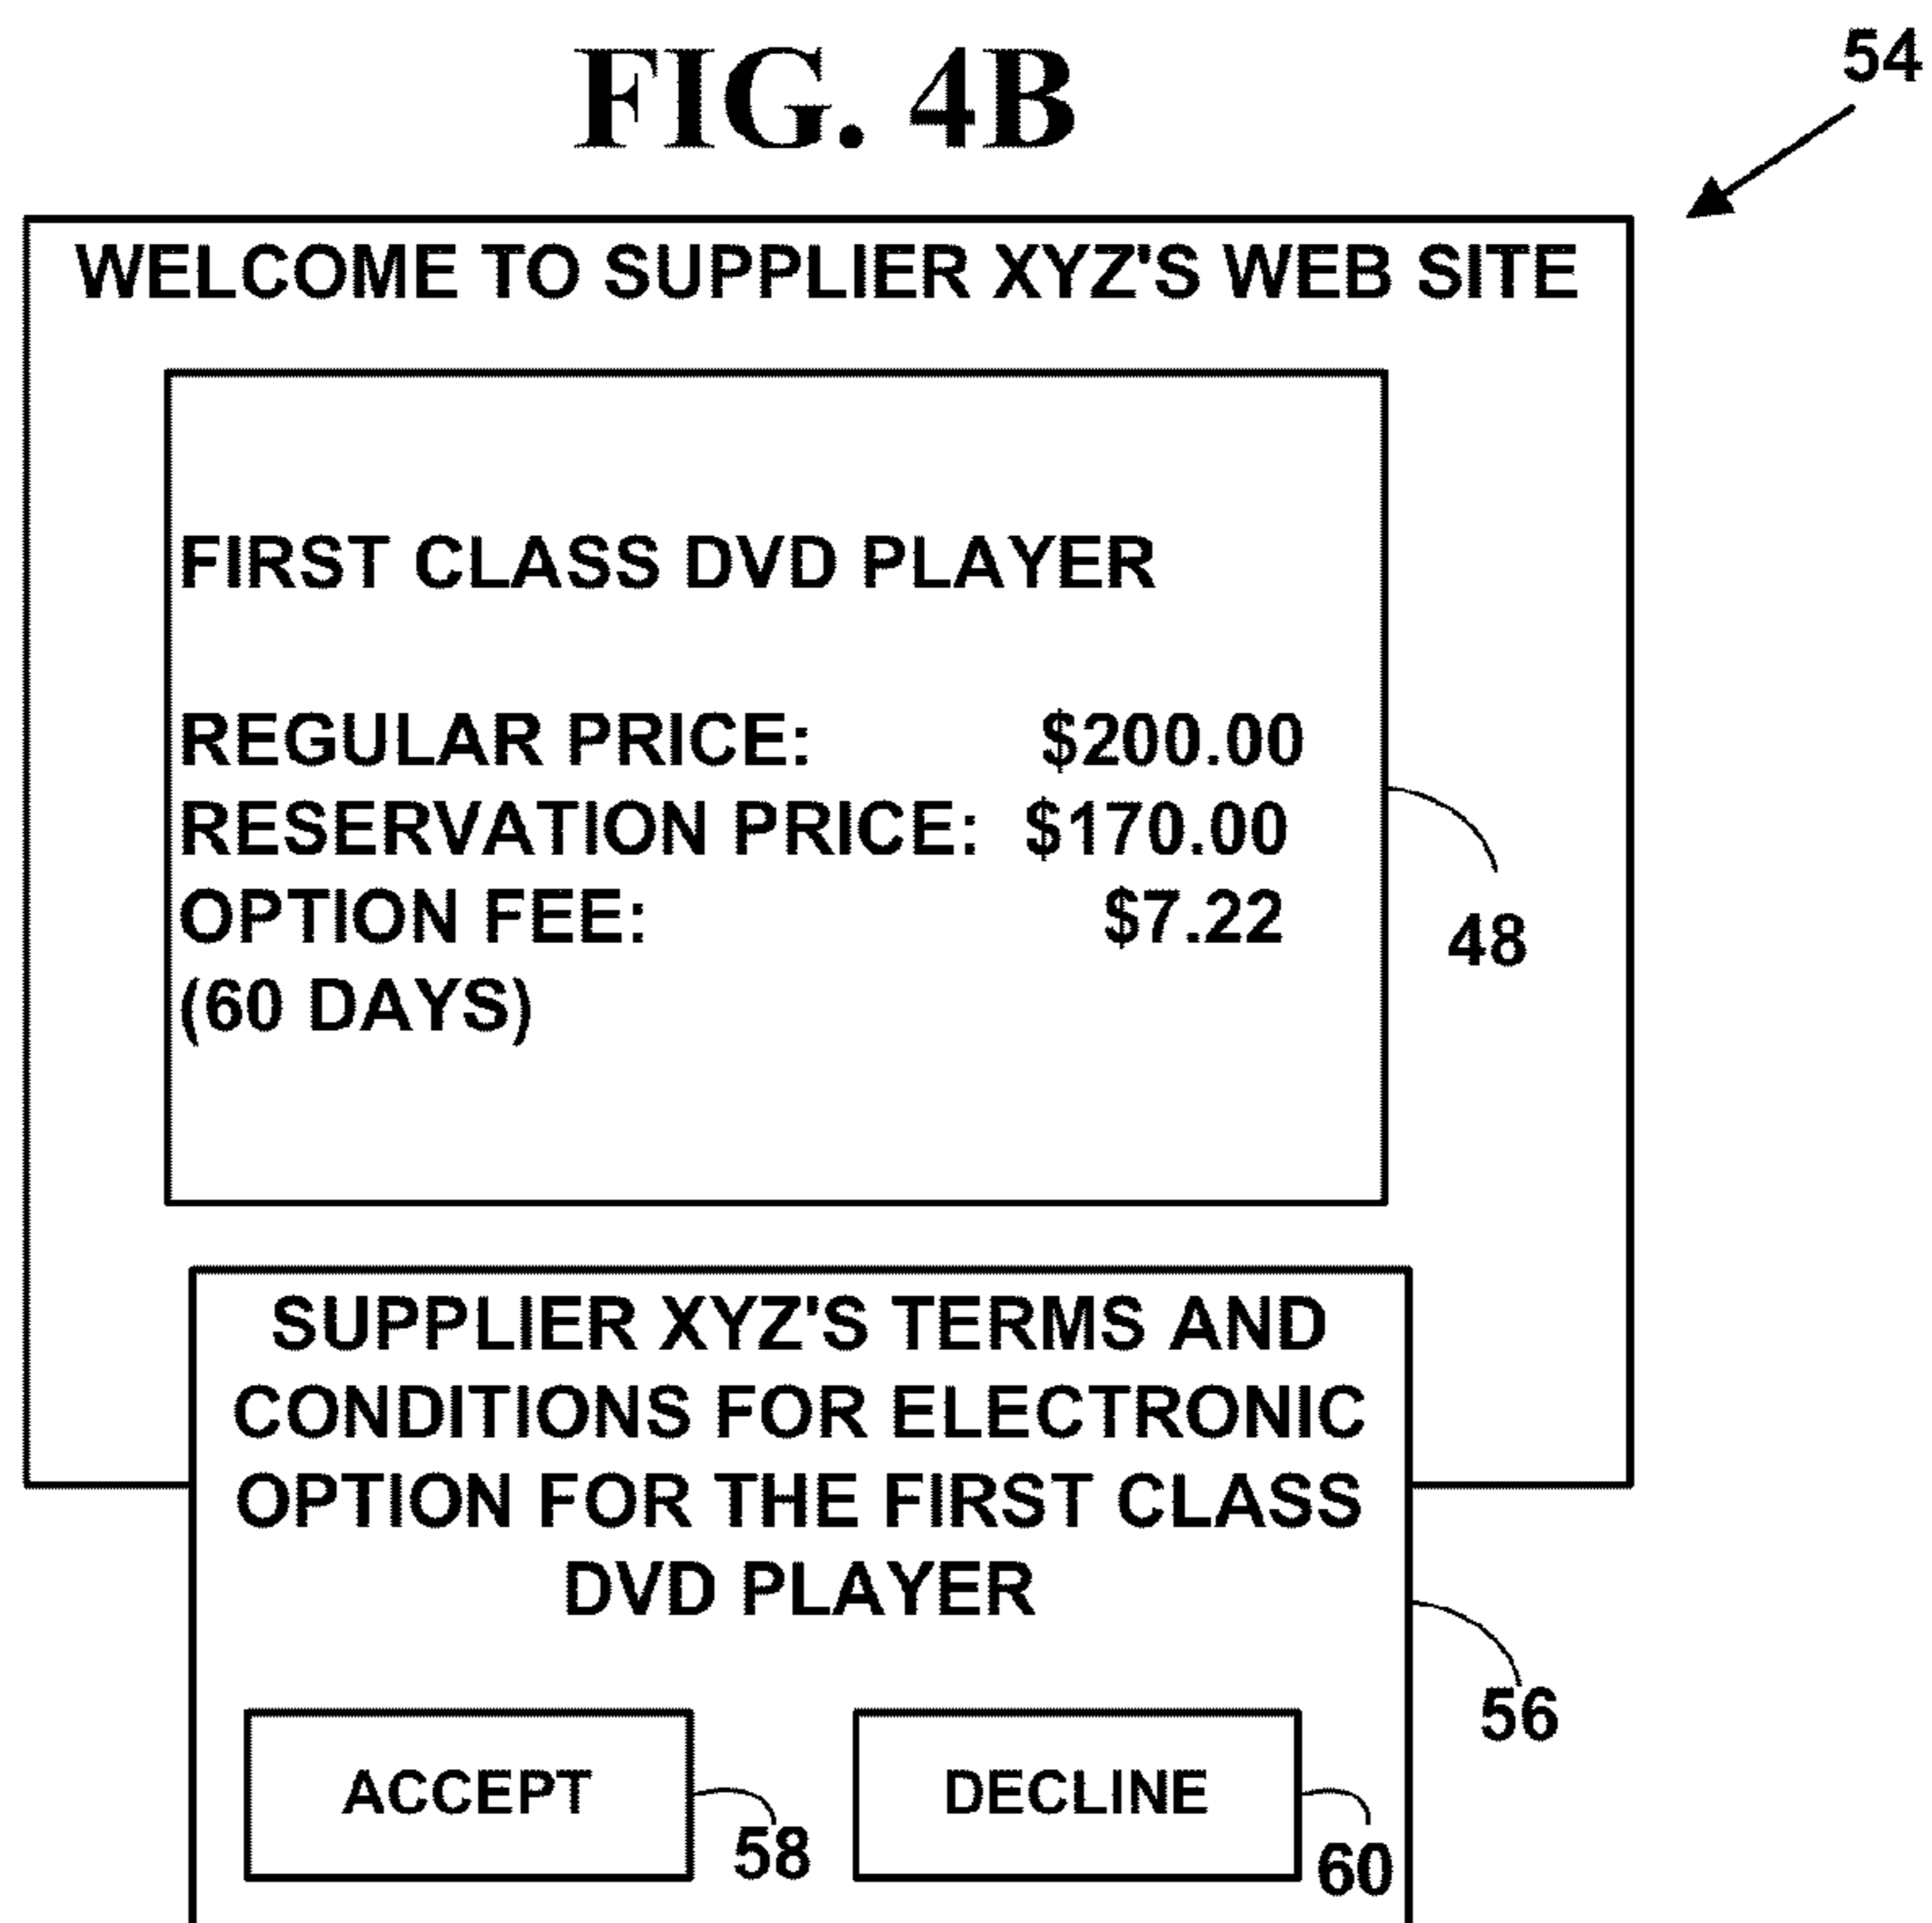 FIG. 4B
54
WELCOME TO SUPPLIER XYZ'S WEB SITE
FIRST CLASS DVD PLAYER
REGULAR PRICE: $200.00
RESERVATION PRICE: $170.00
OPTION FEE: $7.22
(60 DAYS)
48
SUPPLIER XYZ'S TERMS AND
CONDITIONS FOR ELECTRONIC
OPTION FOR THE FIRST CLASS
DVD PLAYER
56
ACCEPT
58
DECLINE
60